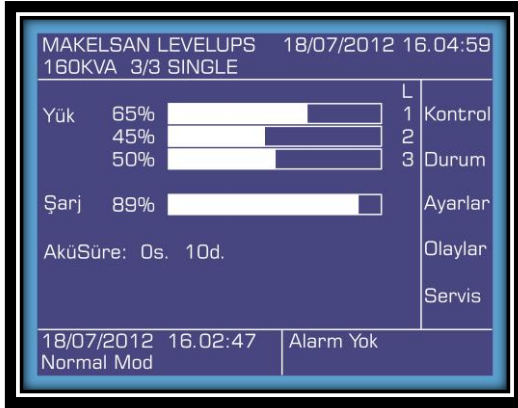 MAKELSAN LEVELUPS 18/07/2012 16.04:59
160KVA 3/3 SINGLE
L
Yük 65% 1 Kontrol
45% 2
50% 3 Durum
Şarj 89% Ayarlar
AküSüre: 0s. 10d. Olaylar
Servis
18/07/2012 16.02:47 Alarm Yok
Normal Mod